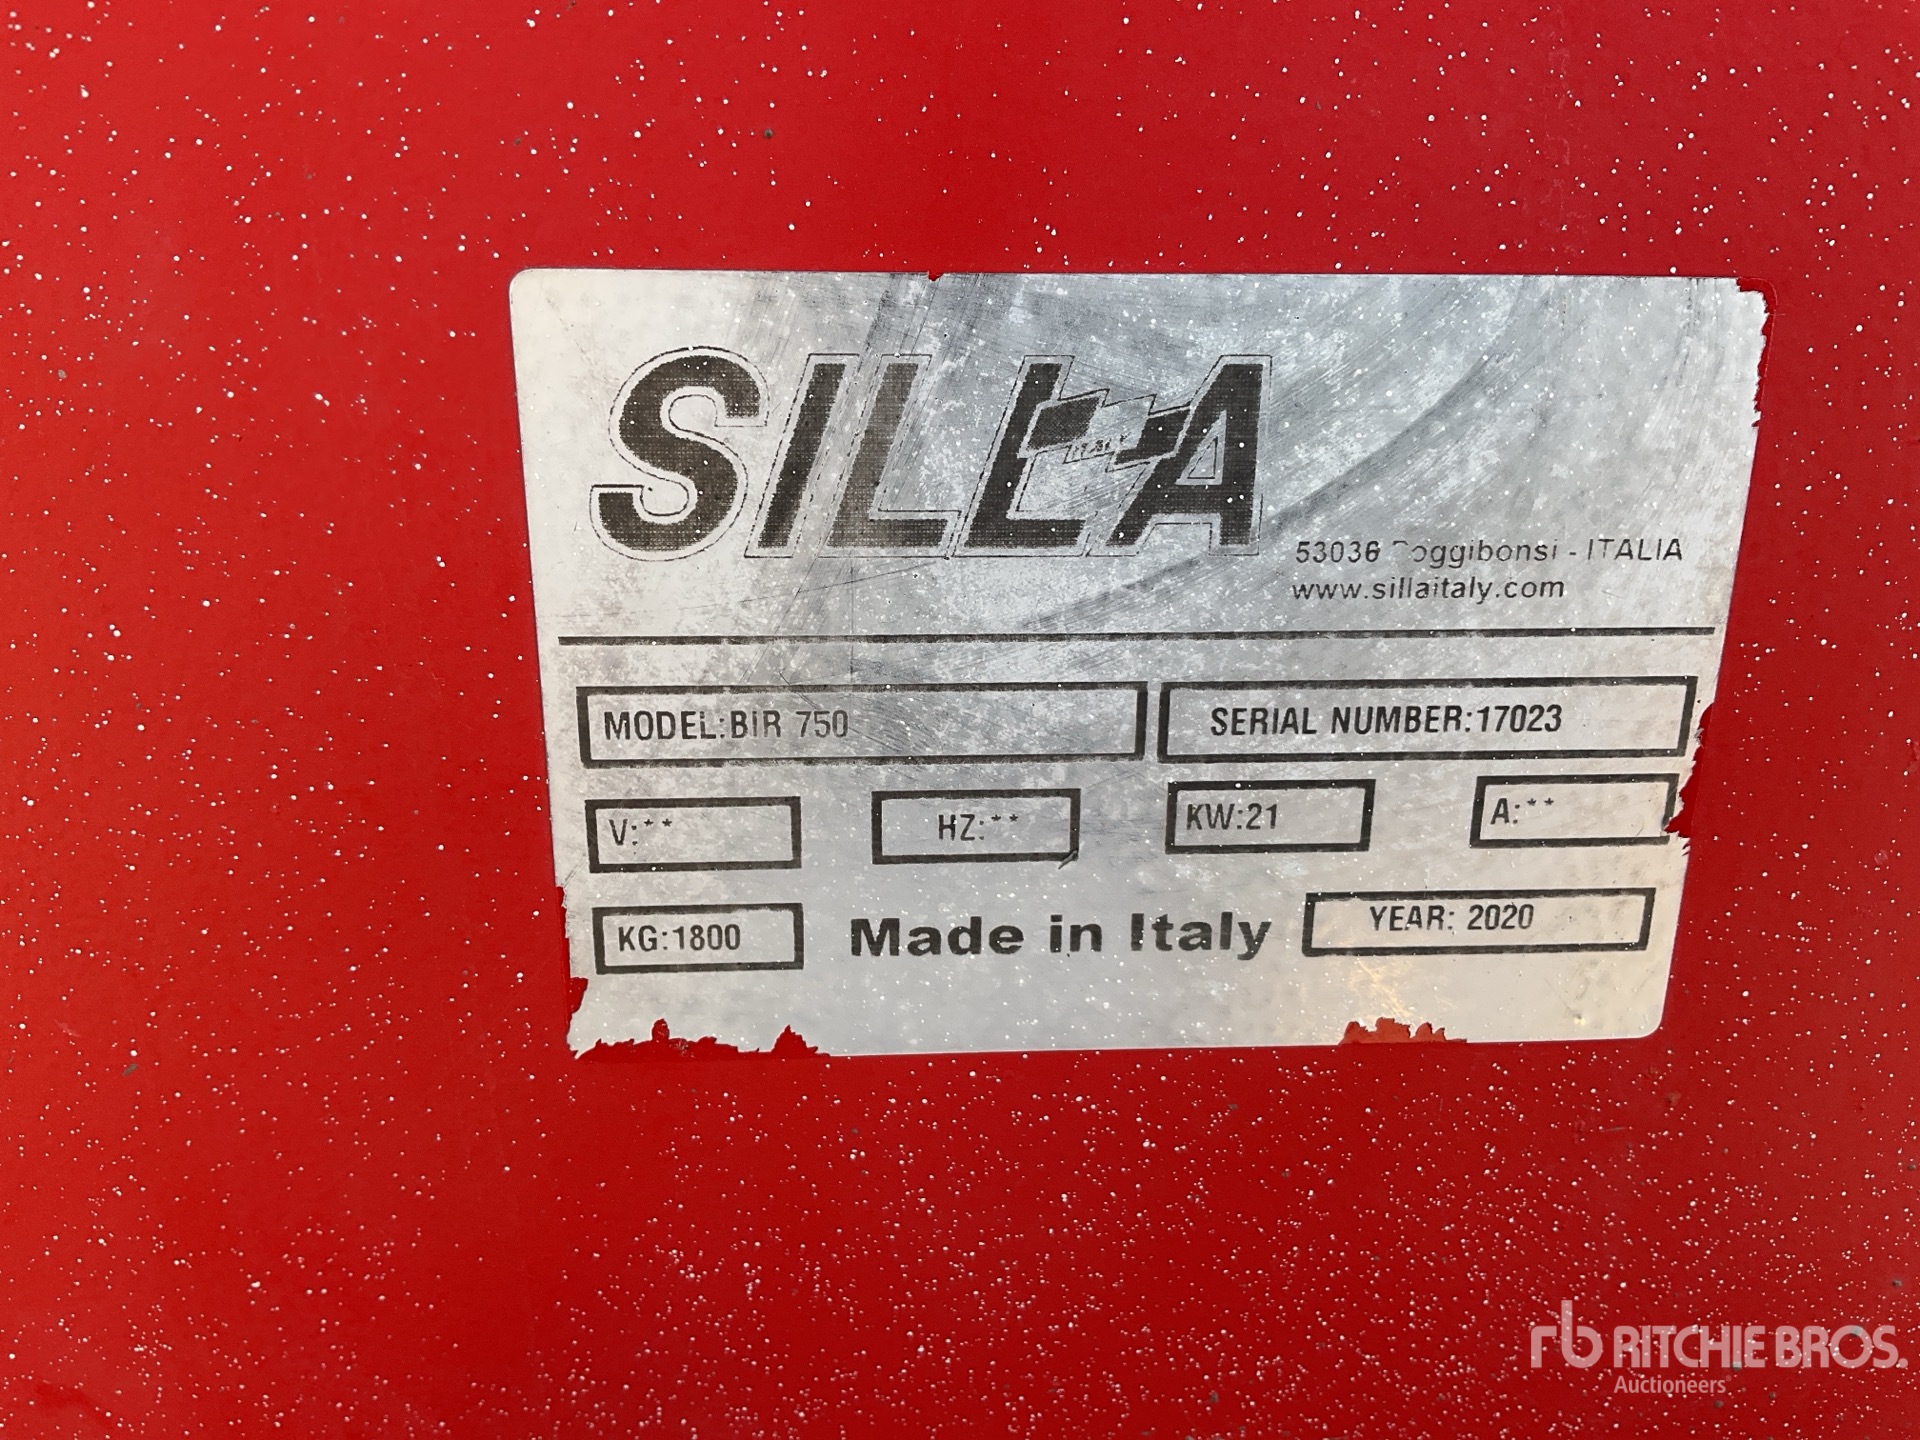 SILLA
53036 Poggibonsi - ITALIA
www.sillaitaly.com
MODEL:BIR 750
SERIAL NUMBER:17023
V:**
HZ:**
KW:21
A:**
KG:1800
Made in Italy
YEAR: 2020
rb RITCHIE BROS.
Auctioneers